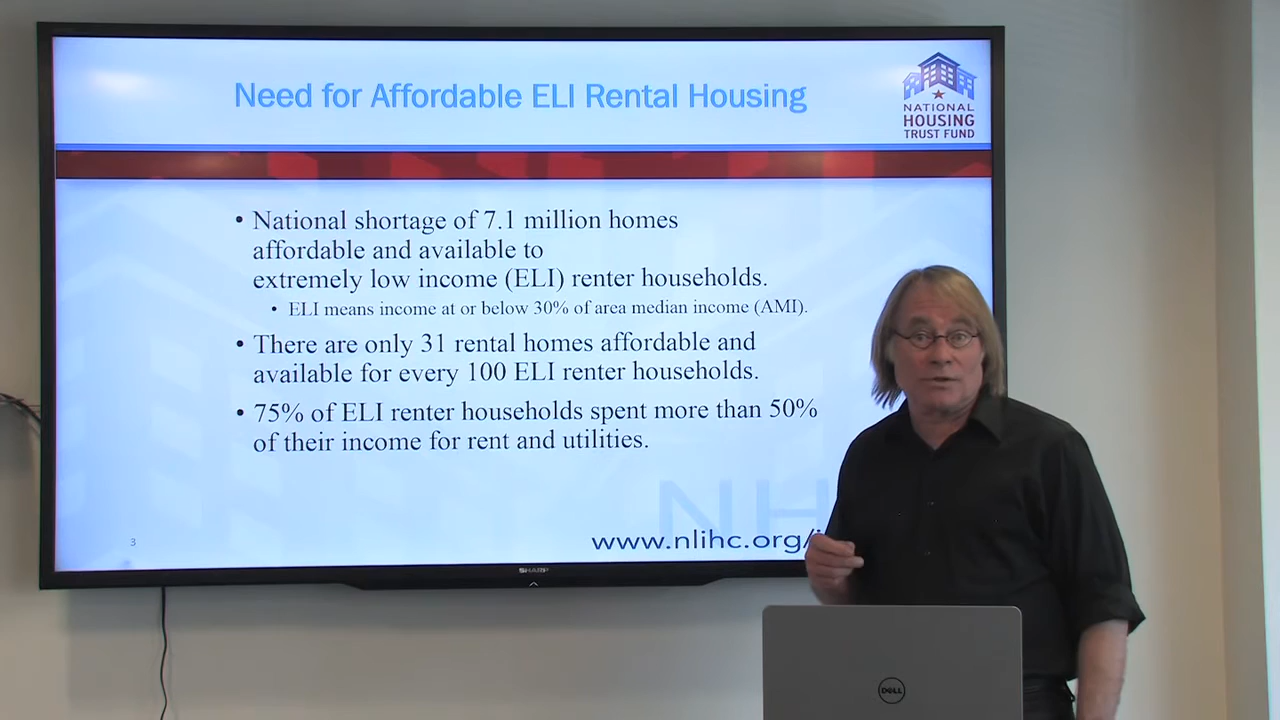 Need for Affordable ELI Rental Housing
NATIONAL
HOUSING
TRUST FUND
• National shortage of 7.1 million homes
affordable and available to
extremely low income (ELI) renter households.
• ELI means income at or below 30% of area median income (AMI).
• There are only 31 rental homes affordable and
available for every 100 ELI renter households.
• 75% of ELI renter households spent more than 50%
of their income for rent and utilities.
NH
3
www.nlihc.org/
SHARP
DELL